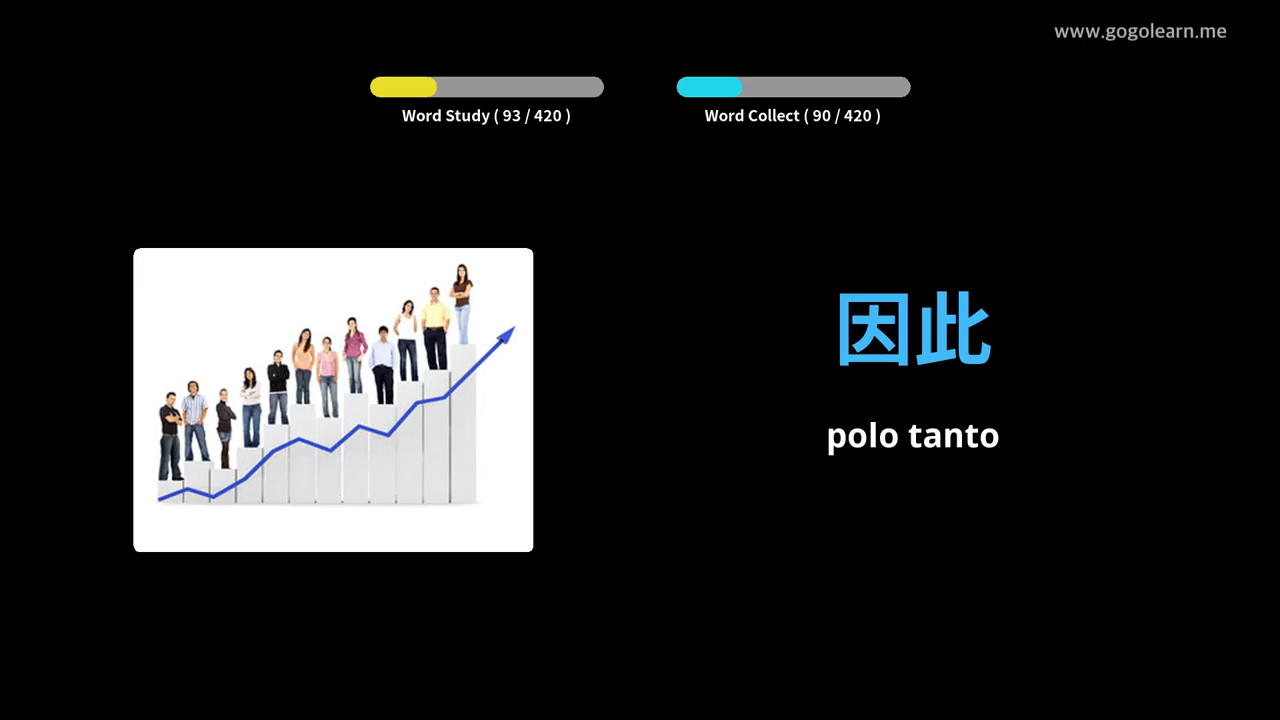 www.gogolearn.me
Word Study ( 93 / 420 )
Word Collect ( 90 / 420 )
因此
polo tanto